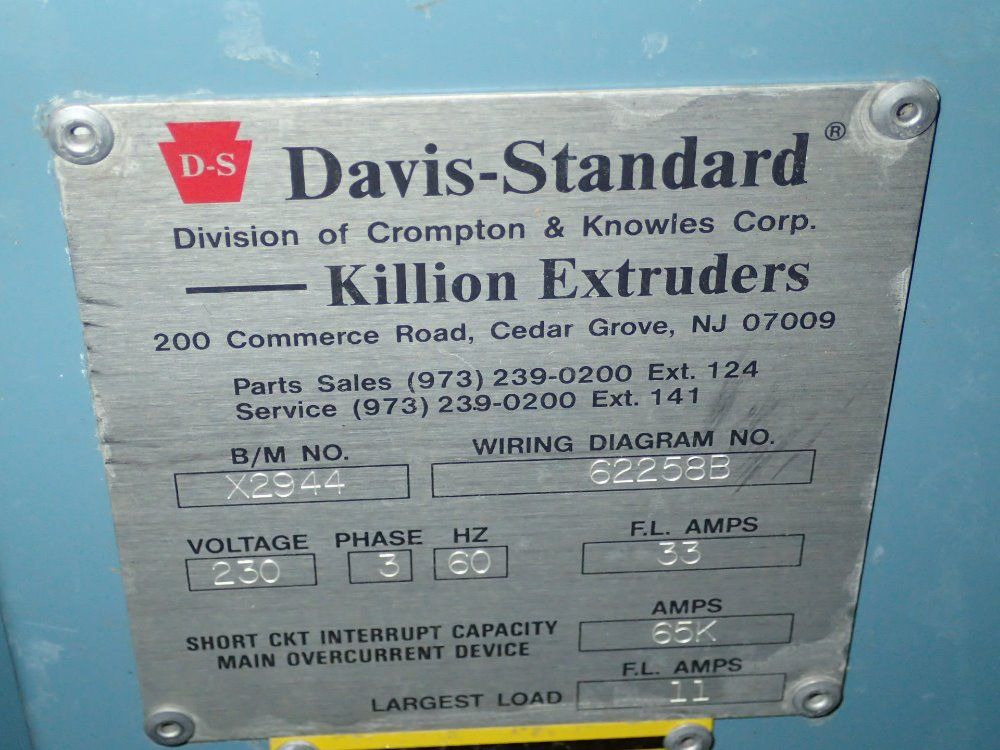 D-S Davis-Standard®
Division of Crompton & Knowles Corp.
Killion Extruders
200 Commerce Road, Cedar Grove, NJ 07009
Parts Sales (973) 239-0200 Ext. 124
Service (973) 239-0200 Ext. 141
B/M NO. WIRING DIAGRAM NO.
X2944 62258B
VOLTAGE PHASE HZ F.L. AMPS
230 3 60 33
AMPS
SHORT CKT INTERRUPT CAPACITY 65K
MAIN OVERCURRENT DEVICE
F.L. AMPS
LARGEST LOAD 11